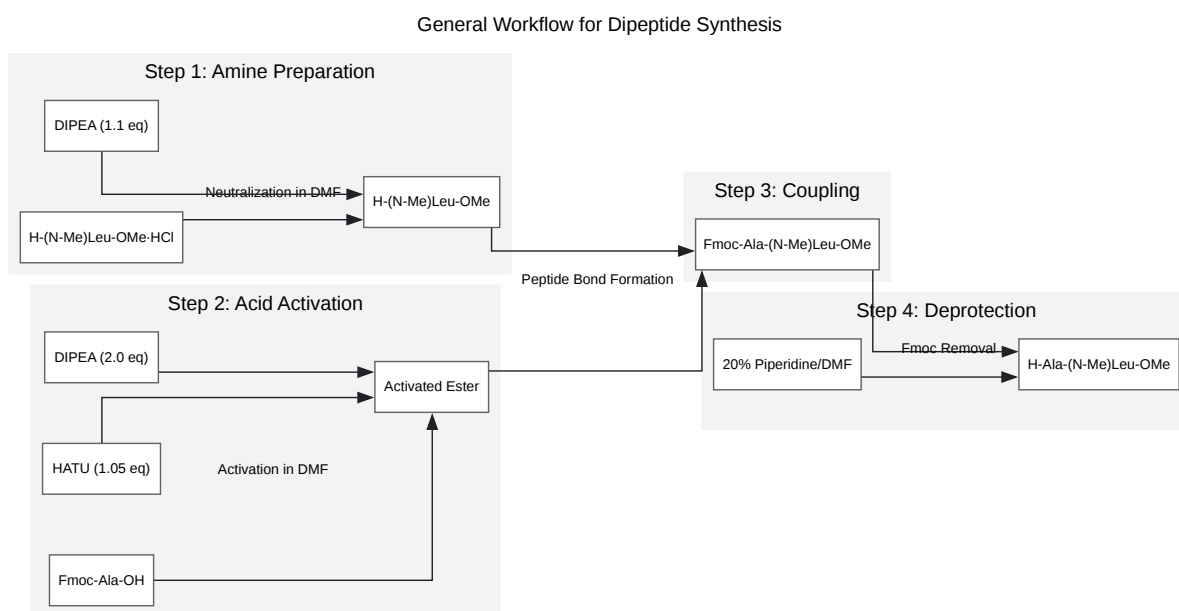 General Workflow for Dipeptide Synthesis
Step 1: Amine Preparation
DIPEA (1.1 eq)
Neutralization in DMF
H-(N-Me)Leu-OMe
H-(N-Me)Leu-OMe·HCl
Step 3: Coupling
Fmoc-Ala-(N-Me)Leu-OMe
Peptide Bond Formation
Step 2: Acid Activation
DIPEA (2.0 eq)
Activated Ester
HATU (1.05 eq)
Activation in DMF
Fmoc-Ala-OH
Step 4: Deprotection
Fmoc Removal
20% Piperidine/DMF
H-Ala-(N-Me)Leu-OMe